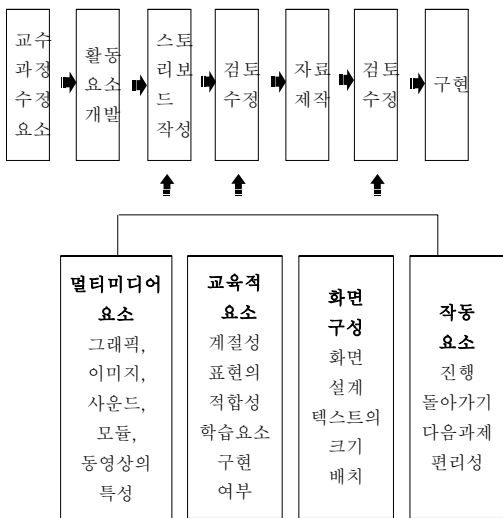 교수
과정
수정
요소
활동
요소
개발
스토
리보
드
작성
검토
수정
자료
제작
검토
수정
구현
멀티미디어
요소
그래픽,
이미지,
사운드,
모듈,
동영상의
특성
교육적
요소
계절성
표현의
적합성
학습요소
구현
여부
화면
구성
화면
설계
텍스트의
크기
배치
작동
요소
진행
돌아가기
다음과제
편리성